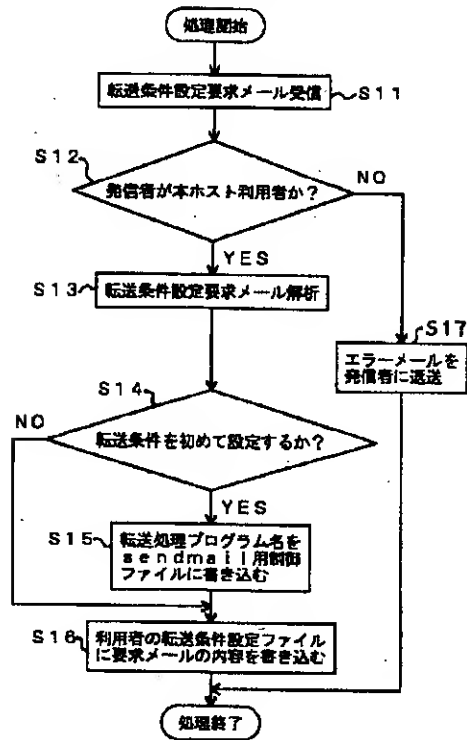 処理開始
転送条件設定要求メール受信
S11
S12
発信者が本ホスト利用者か？
NO
YES
S13
転送条件設定要求メール解析
S17
エラーメールを
発信者に返送
S14
NO
転送条件を初めて設定するか？
YES
S15
転送処理プログラム名を
sendmail用制御
ファイルに書き込む
S16
利用者の転送条件設定ファイル
に要求メールの内容を書き込む
処理終了